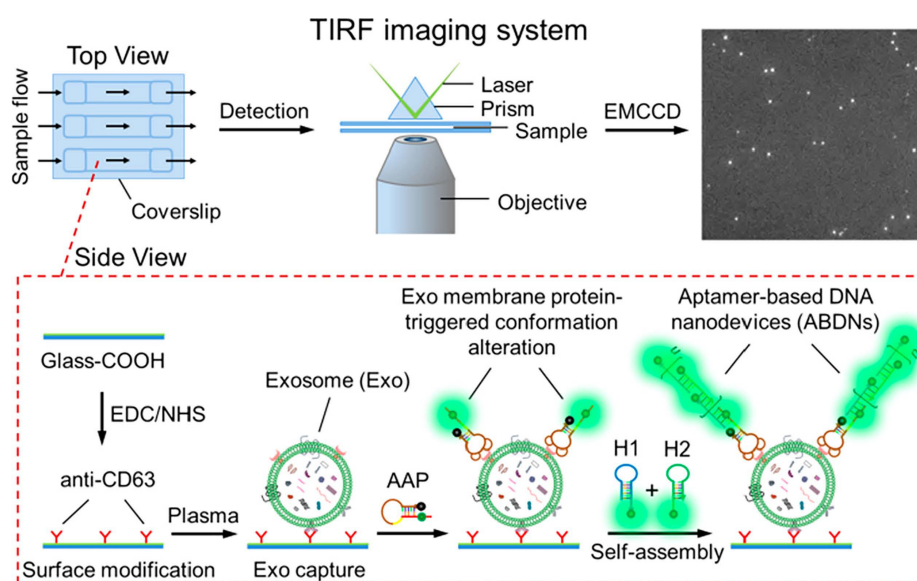 TIRF imaging system
Top View
Sample flow
Detection
Laser
Prism
Sample
EMCCD
Coverslip
Objective
Side View
Glass-COOH
EDC/NHS
anti-CD63
Surface modification
Plasma
Exosome (Exo)
Exo capture
AAP
Exo membrane protein-
triggered conformation
alteration
H1
+
H2
Self-assembly
Aptamer-based DNA
nanodevices (ABDNs)